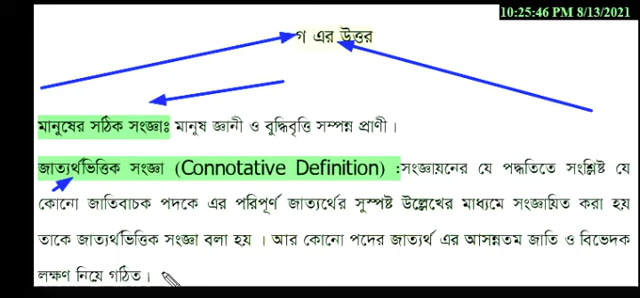 10:25:46 PM 8/13/2021
গ এর উত্তর
মানুষের সঠিক সংজ্ঞাঃ মানুষ জ্ঞানী ও বুদ্ধিবৃত্তি সম্পন্ন প্রাণী।
জাত্যর্থভিত্তিক সংজ্ঞা (Connotative Definition) :সংজ্ঞায়নের যে পদ্ধতিতে সংশ্লিষ্ট যে
কোনো জাতিবাচক পদকে এর পরিপূর্ণ জাত্যর্থের সুস্পষ্ট উল্লেখের মাধ্যমে সংজ্ঞায়িত করা হয়
তাকে জাত্যর্থভিত্তিক সংজ্ঞা বলা হয় । আর কোনো পদের জাত্যর্থ এর আসন্নতম জাতি ও বিভেদক
লক্ষণ নিয়ে গঠিত।